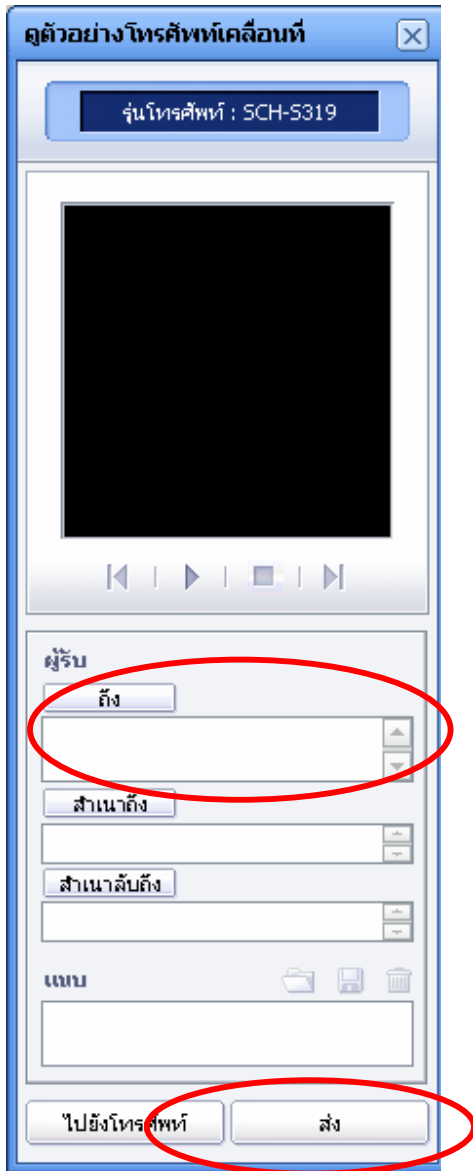 ดูตัวอย่างโทรศัพท์เคลื่อนที่
รุ่นโทรศัพท์ : SCH-S319
ผู้รับ
ถึง
สำเนาถึง
สำเนาลับถึง
แนบ
ไปยังโทรศัพท์
ส่ง